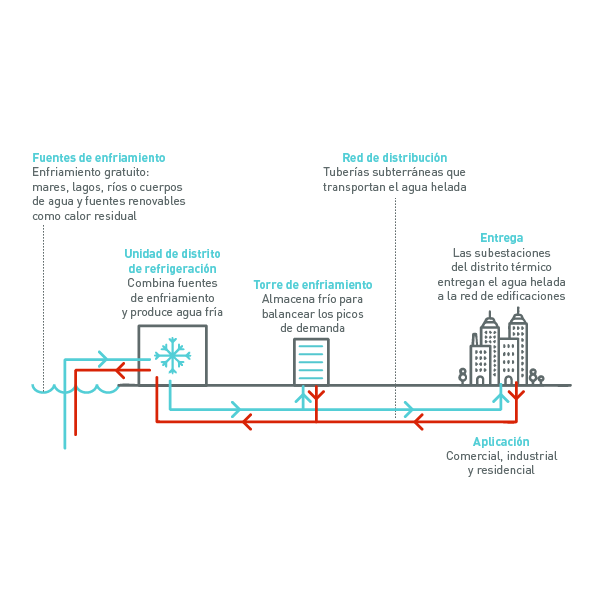 Fuentes de enfriamiento
Enfriamiento gratuito:
mares, lagos, ríos o cuerpos
de agua y fuentes renovables
como calor residual
Red de distribución
Tuberías subterráneas que
transportan el agua helada
Unidad de distrito
de refrigeración
Combina fuentes
de enfriamiento
y produce agua fría
Torre de enfriamiento
Almacena frío para
balancear los picos
de demanda
Entrega
Las subestaciones
del distrito térmico
entregan el agua helada
a la red de edificaciones
Aplicación
Comercial, industrial
y residencial